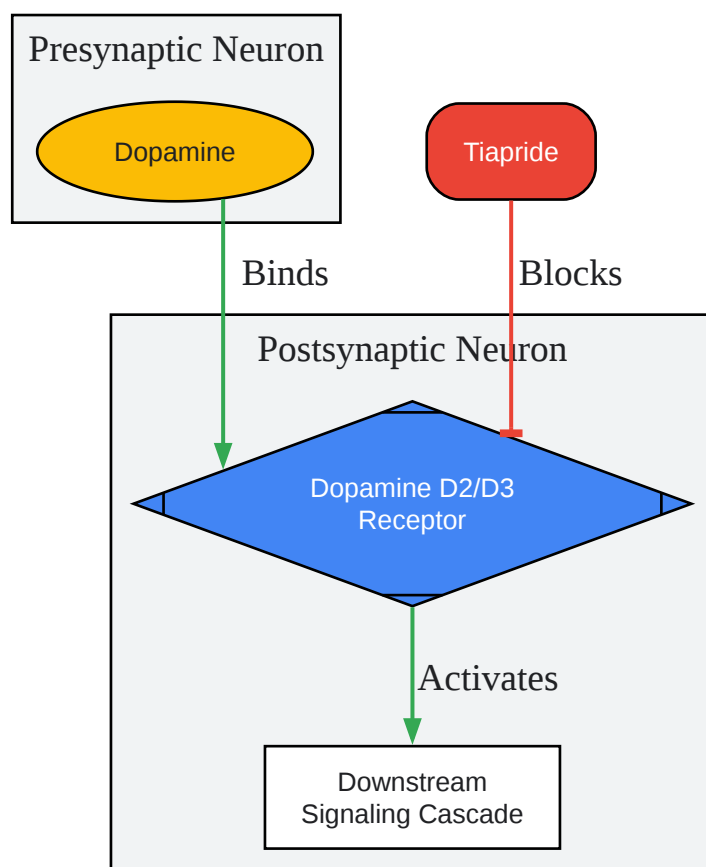 Presynaptic Neuron
Dopamine
Tiapride
Binds
Blocks
Postsynaptic Neuron
Dopamine D2/D3
Receptor
Activates
Downstream
Signaling Cascade